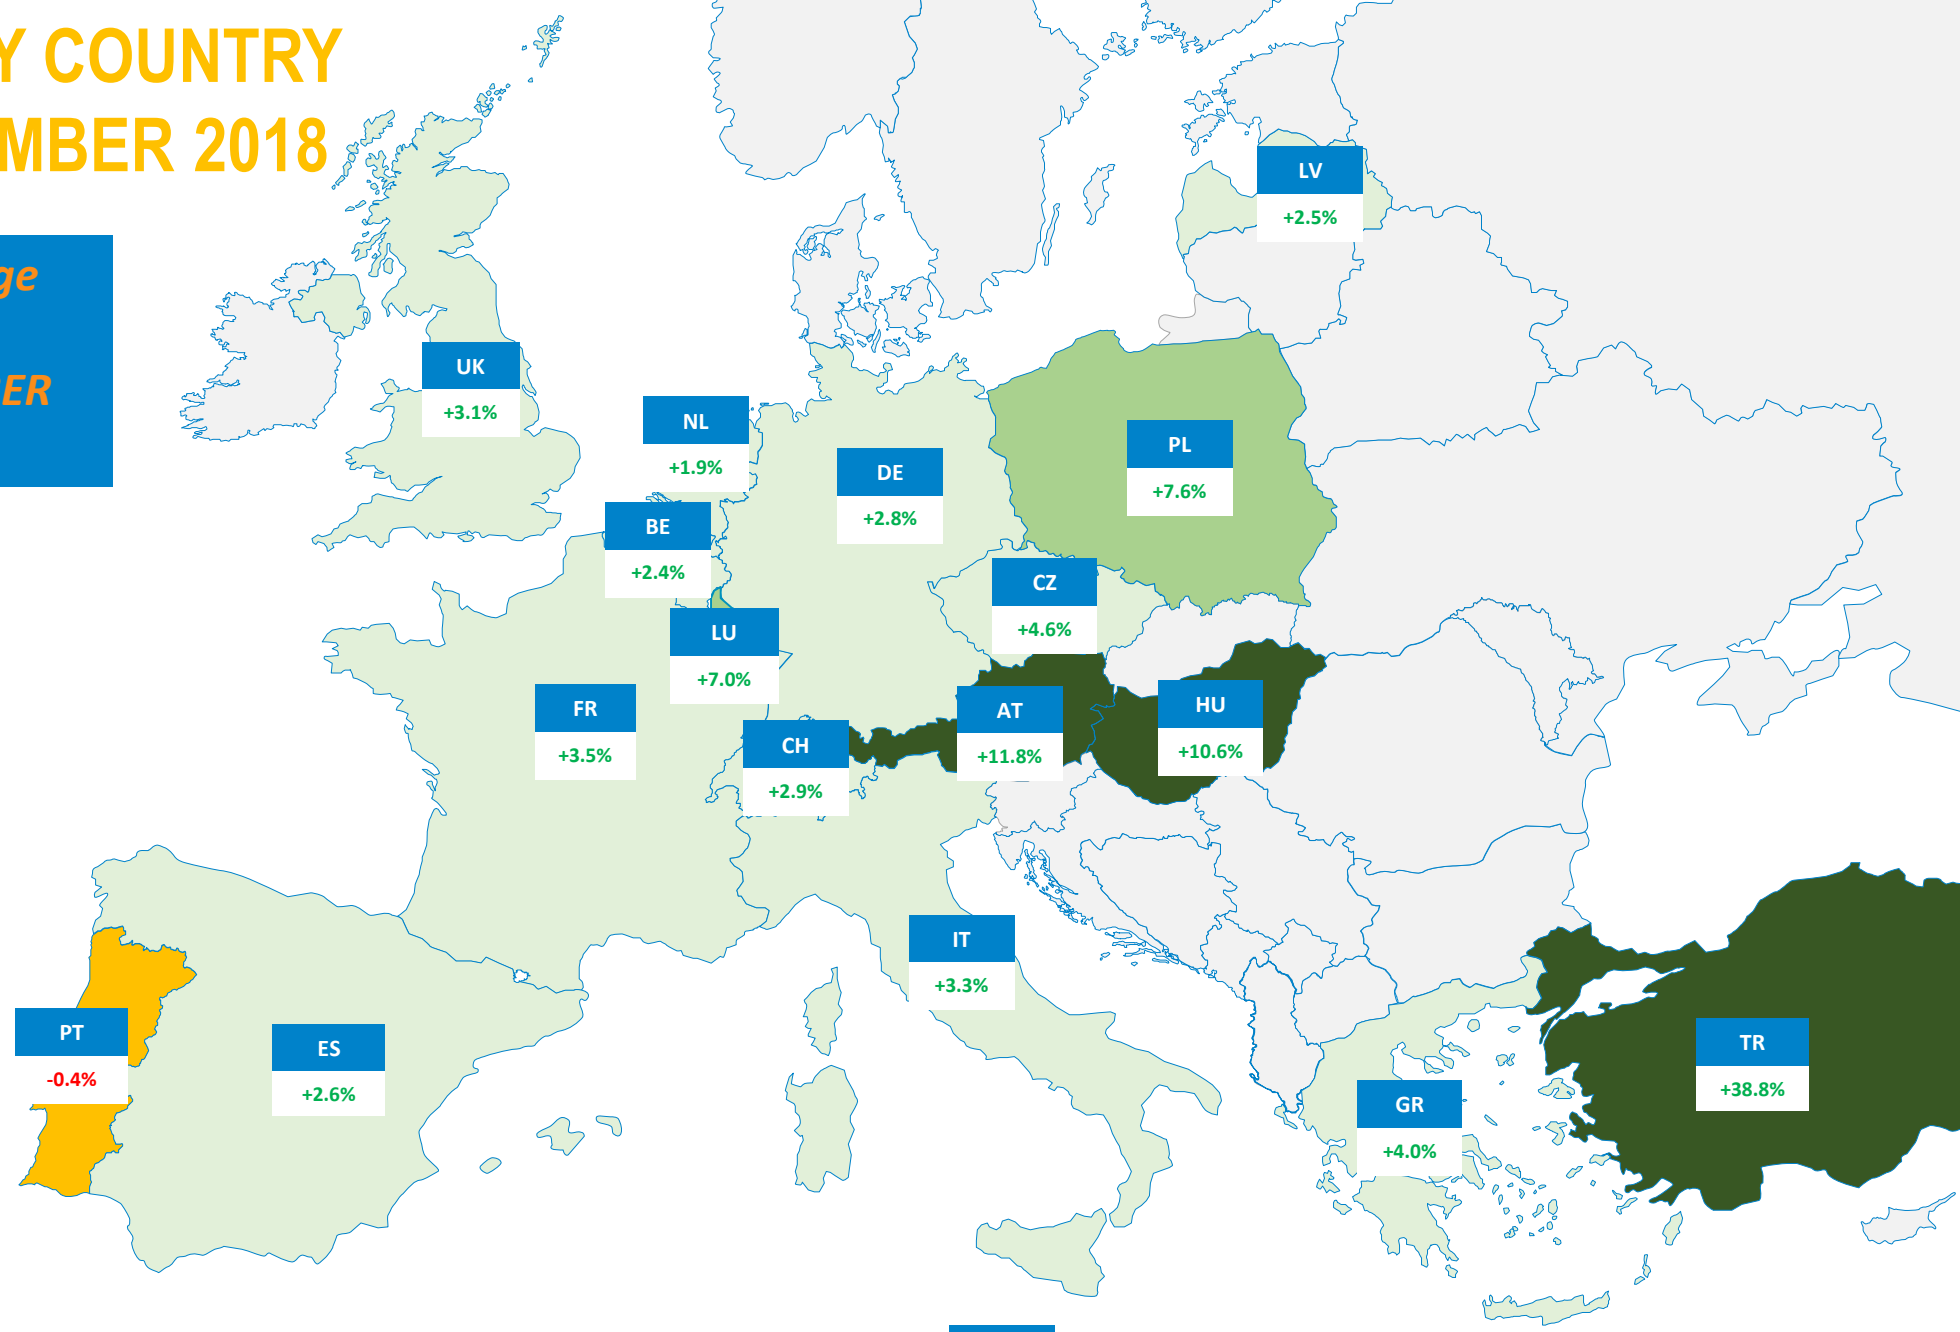 Y COUNTRY
MBER 2018
ge
ER
LV
+2.5%
UK
+3.1%
NL
+1.9%
DE
+2.8%
PL
+7.6%
BE
+2.4%
CZ
+4.6%
LU
+7.0%
FR
+3.5%
CH
+2.9%
AT
+11.8%
HU
+10.6%
IT
+3.3%
PT
-0.4%
ES
+2.6%
TR
+38.8%
GR
+4.0%